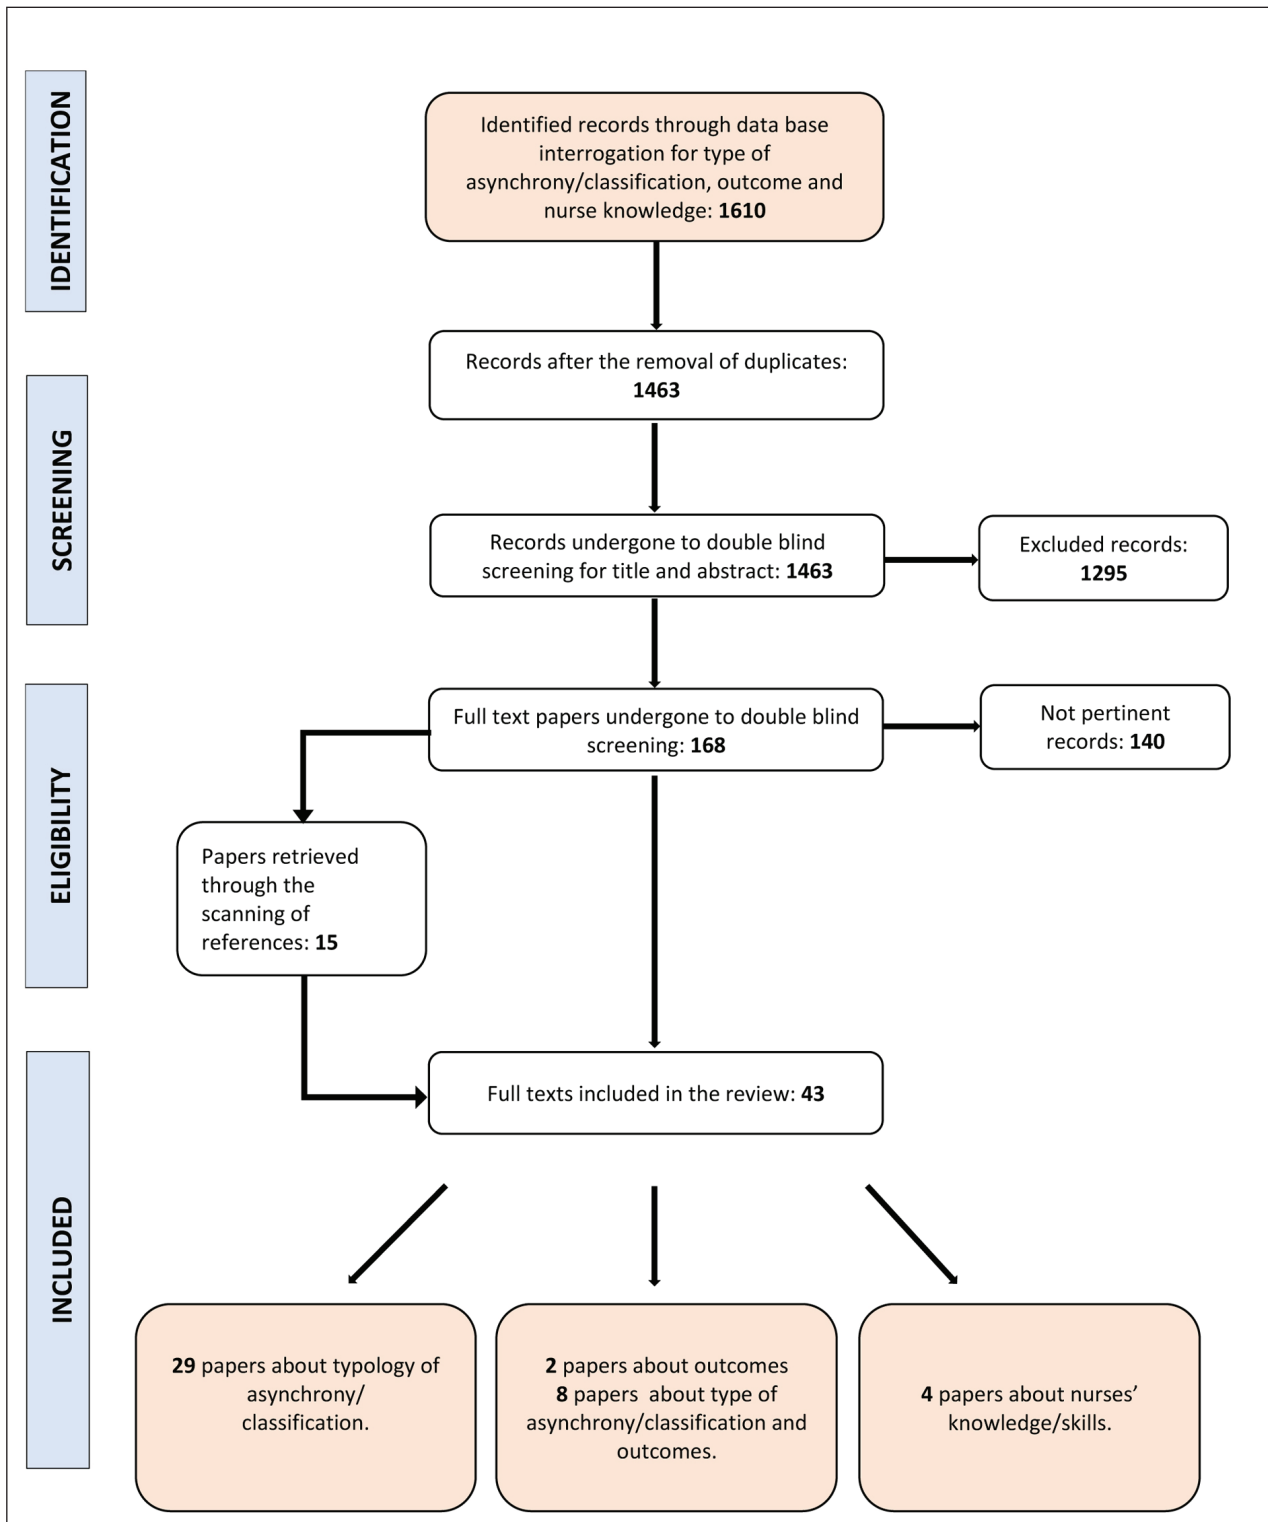 IDENTIFICATION
Identified records through data base
interrogation for type of
asynchrony/classification, outcome and
nurse knowledge: 1610
SCREENING
Records after the removal of duplicates:
1463
Records undergone to double blind
screening for title and abstract: 1463
Excluded records:
1295
ELIGIBILITY
Full text papers undergone to double blind
screening: 168
Not pertinent
records: 140
Papers retrieved
through the
scanning of
references: 15
INCLUDED
Full texts included in the review: 43
29 papers about typology of
asynchrony/
classification.
2 papers about outcomes
8 papers about type of
asynchrony/classification and
outcomes.
4 papers about nurses’
knowledge/skills.